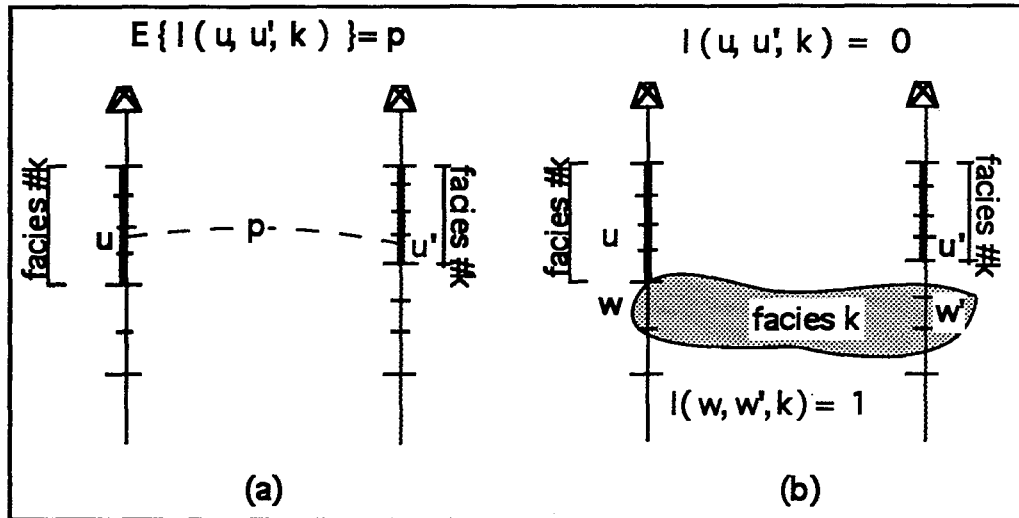 E{I(u, u', k) }= p
I(u, u', k) = 0
facies #k
facies #k
u
p
u'
facies #k
facies #k
u
u'
w
facies k
w'
I(w, w', k) = 1
(a)
(b)